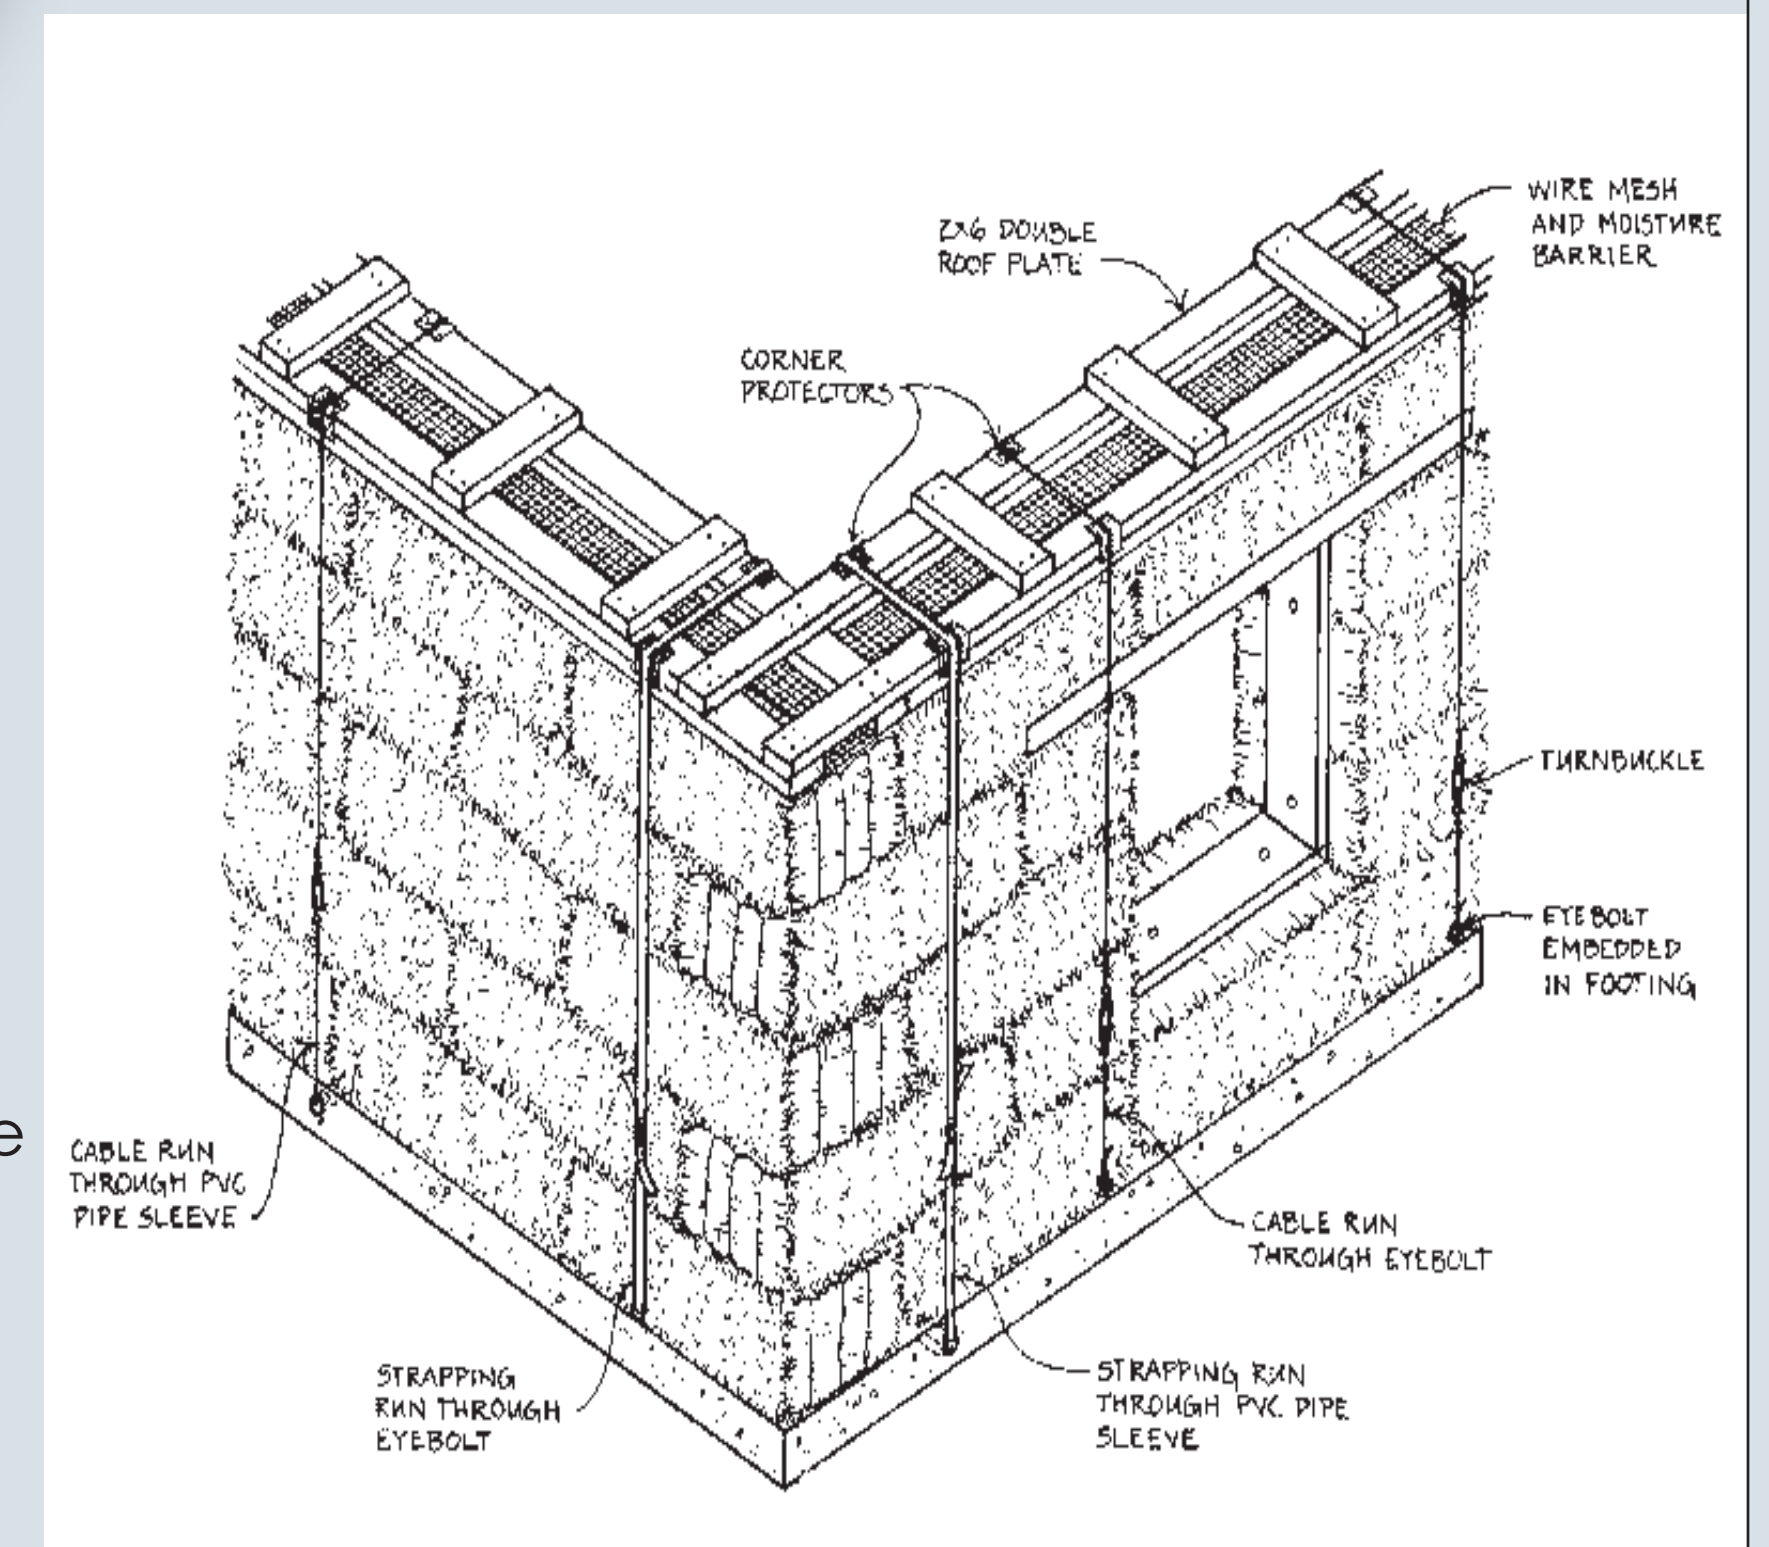 WIRE MESH
AND MOISTURE
BARRIER
2x6 DOUBLE
ROOF PLATE
CORNER
PROTECTORS
TURNBUCKLE
EYEBOLT
EMBEDDED
IN FOOTING
e
CABLE RUN
THROUGH PVC
PIPE SLEEVE
CABLE RUN
THROUGH EYEBOLT
STRAPPING
RUN THROUGH
EYEBOLT
STRAPPING RUN
THROUGH PVC PIPE
SLEEVE